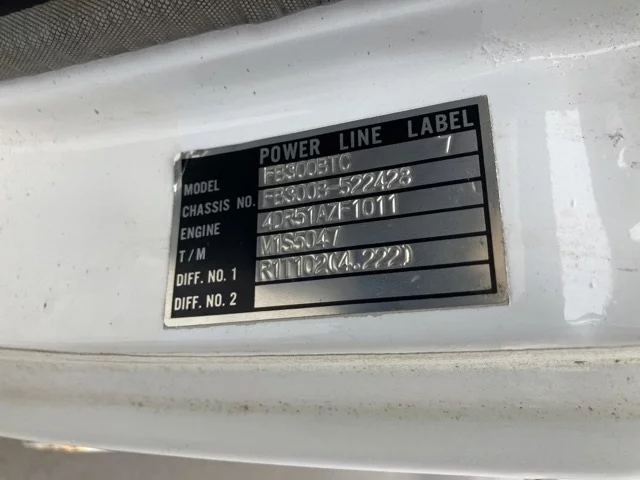 POWER LINE LABEL 7
MODEL FB300BTC
CHASSIS NO. FB300B-522428
ENGINE 4DR51AZF1011
T/M M1S5047
DIFF. NO. 1 R1T102(4.222)
DIFF. NO. 2